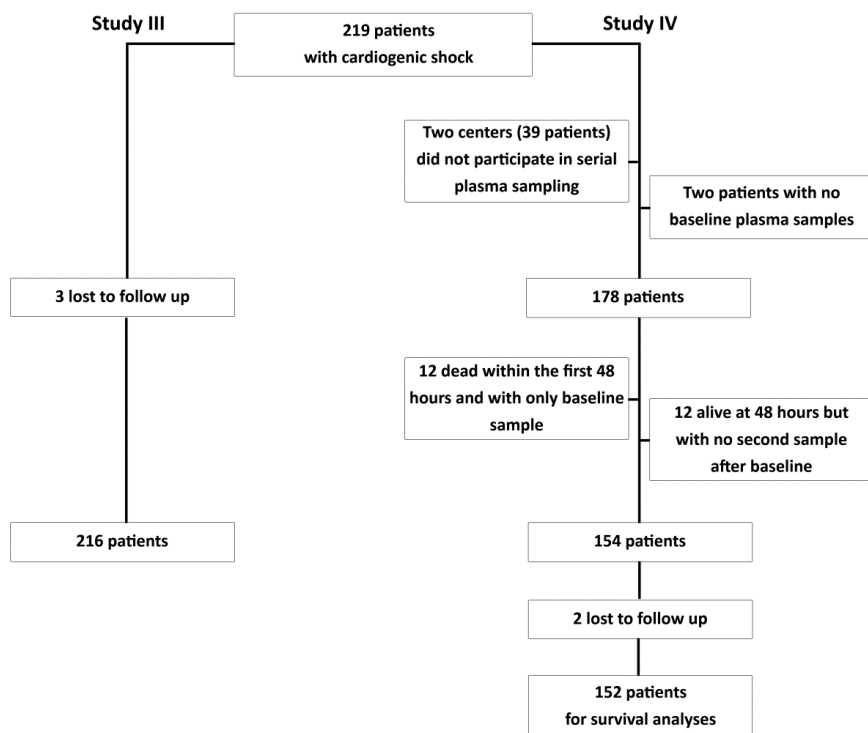 Study III
219 patients
with cardiogenic shock
Study IV
Two centers (39 patients)
did not participate in serial
plasma sampling
Two patients with no
baseline plasma samples
3 lost to follow up
178 patients
12 dead within the first 48
hours and with only baseline
sample
12 alive at 48 hours but
with no second sample
after baseline
216 patients
154 patients
2 lost to follow up
152 patients
for survival analyses